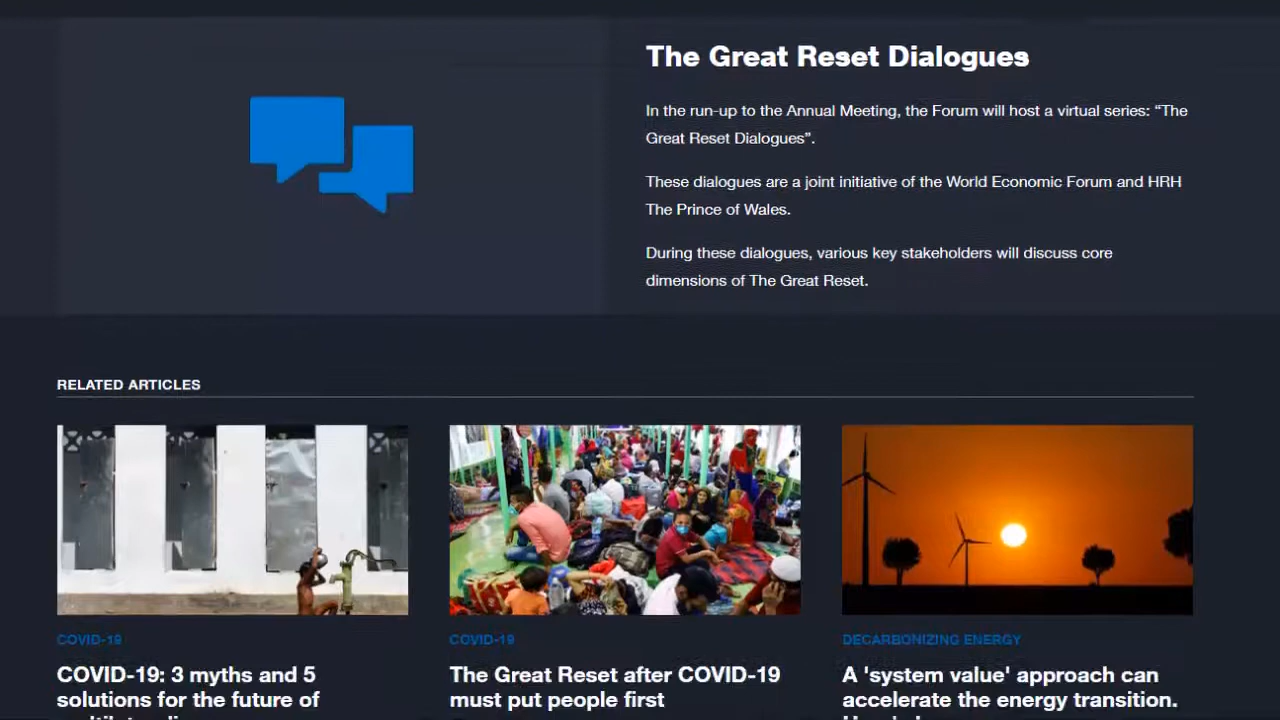 The Great Reset Dialogues
In the run-up to the Annual Meeting, the Forum will host a virtual series: “The
Great Reset Dialogues”.
These dialogues are a joint initiative of the World Economic Forum and HRH
The Prince of Wales.
During these dialogues, various key stakeholders will discuss core
dimensions of The Great Reset.
RELATED ARTICLES
COVID-19
COVID-19: 3 myths and 5
solutions for the future of
COVID-19
The Great Reset after COVID-19
must put people first
DECARBONIZING ENERGY
A 'system value' approach can
accelerate the energy transition.